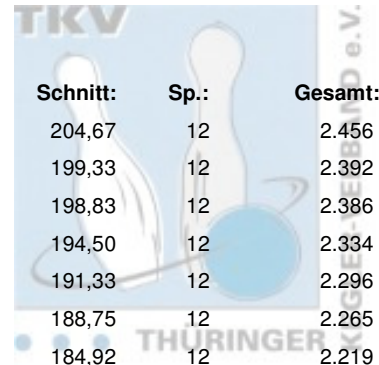 TKV
Schnitt: Sp.: Gesamt:
204,67 12 2.456
199,33 12 2.392
198,83 12 2.386
194,50 12 2.334
191,33 12 2.296
188,75 12 2.265
THÜRINGER
184,92 12 2.219
KEGLER-VERBAND e.V.